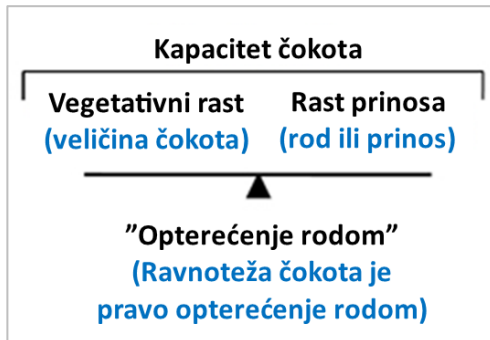 Kapacitet čokota
Vegetativni rast
(veličina čokota)
Rast prinosa
(rod ili prinos)
”Opterećenje rodom”
(Ravnoteža čokota je
pravo opterećenje rodom)